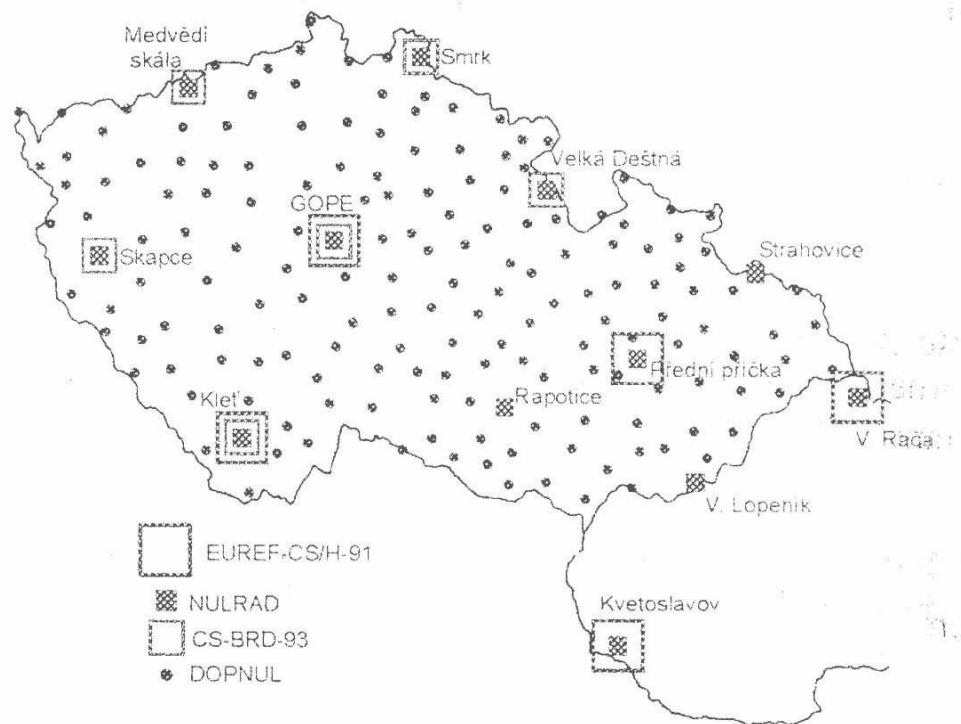 Medvědí
skála
Smrk
Velká Deštná
GOPE
Skapce
Strahovice
Přední příčka
Kleť
Rapotice
V. Rača
V. Lopeník
EUREF-CS/H-91
NULRAD
CS-BRD-93
DOPNUL
Kvetoslavov